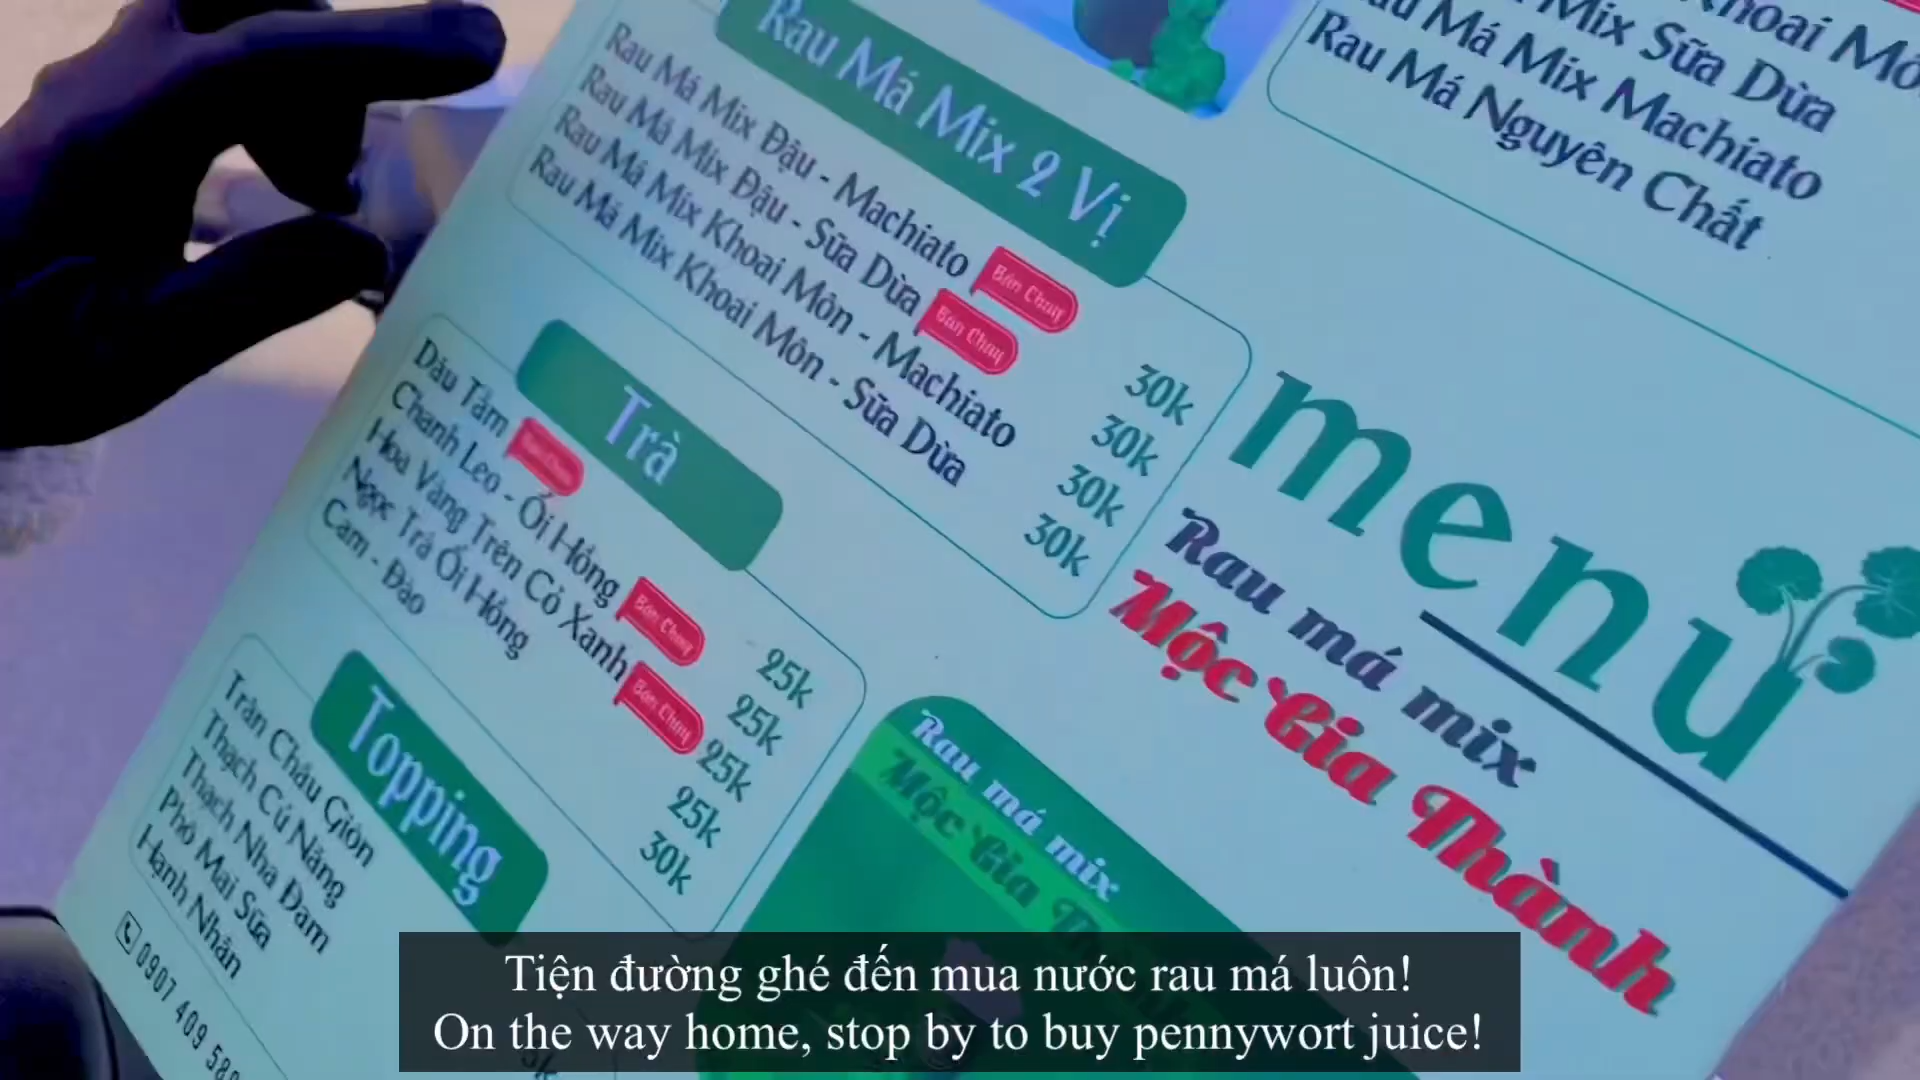 Khoai Mô
Mix Sữa Dừa
Má Mix Machiato
Rau Má Nguyên Chất
Rau Má Mix 2 Vị
Rau Má Mix Đậu - Machiato Bán Chạy 30k
Rau Má Mix Đậu - Sữa Dừa Bán Chạy 30k
Rau Má Mix Khoai Môn - Machiato 30k
Rau Má Mix Khoai Môn - Sữa Dừa 30k
Trà
Dâu Tằm Bán Chạy 25k
Chanh Leo - Ổi Hồng Bán Chạy 25k
Hoa Vàng Trên Cỏ Xanh Bán Chạy 25k
Ngọc Trà Ổi Hồng 25k
Cam - Đào 30k
Topping
Trân Châu Giòn
Thạch Củ Năng
Thạch Nha Đam
Phô Mai Sữa
Hạnh Nhân
0907 409 58
5k
menu
Rau má mix
Mộc Gia Thành
Rau má mix
Mộc Gia
Tiện đường ghé đến mua nước rau má luôn!
On the way home, stop by to buy pennywort juice!